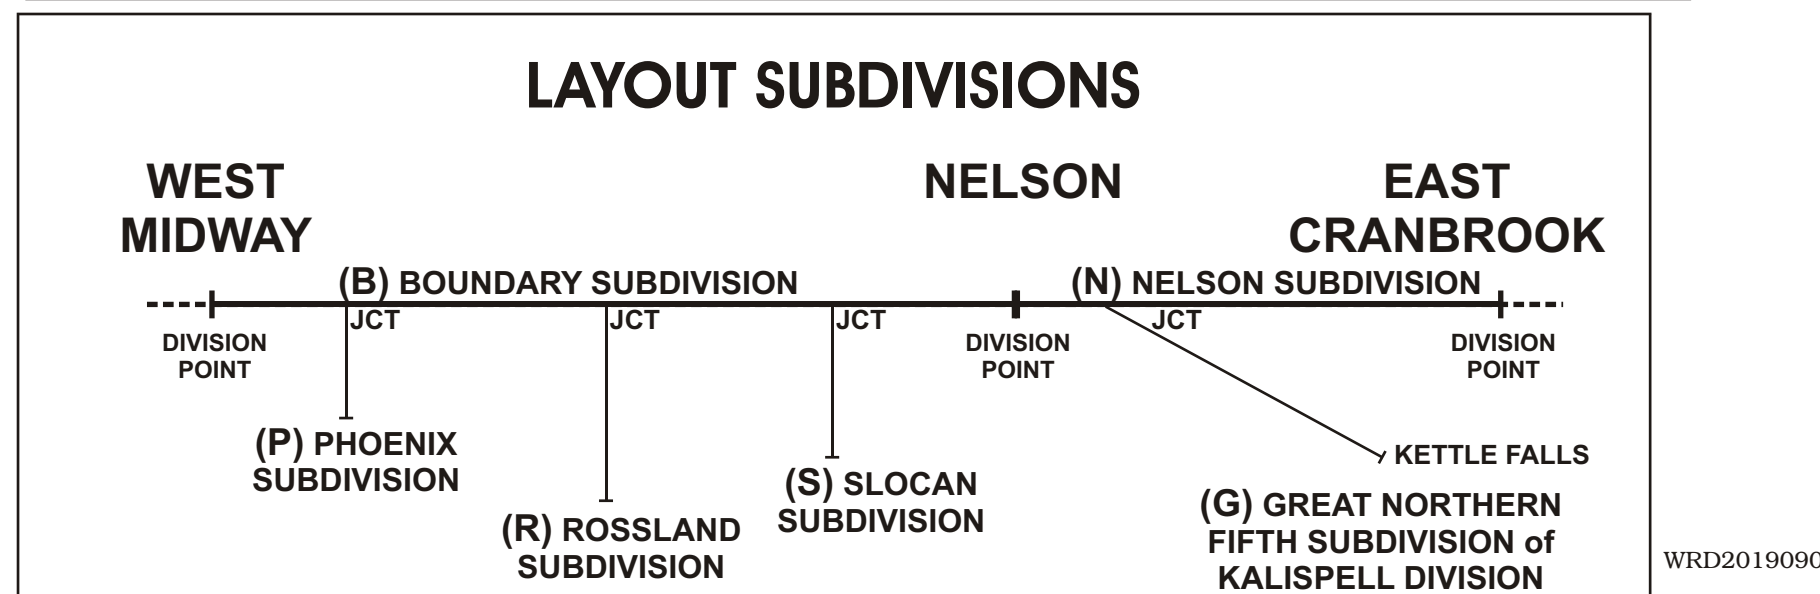 LAYOUT SUBDIVISIONS
WEST
MIDWAY
NELSON
EAST
CRANBROOK
(B) BOUNDARY SUBDIVISION
(N) NELSON SUBDIVISION
JCT
JCT
JCT
JCT
DIVISION
POINT
DIVISION
POINT
DIVISION
POINT
(P) PHOENIX
SUBDIVISION
(R) ROSSLAND
SUBDIVISION
(S) SLOCAN
SUBDIVISION
KETTLE FALLS
(G) GREAT NORTHERN
FIFTH SUBDIVISION of
KALISPELL DIVISION
WRD2019090